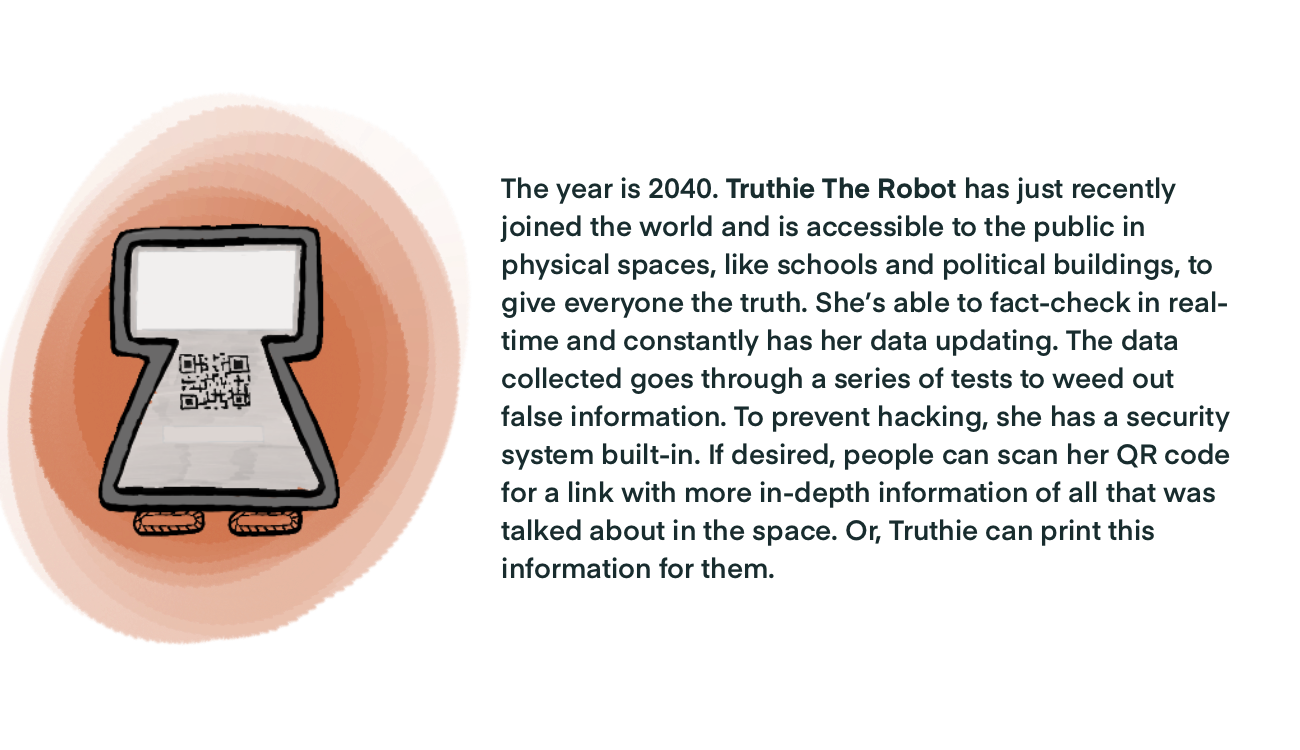 The year is 2040. Truthie The Robot has just recently
joined the world and is accessible to the public in
physical spaces, like schools and political buildings, to
give everyone the truth. She’s able to fact-check in real-
time and constantly has her data updating. The data
collected goes through a series of tests to weed out
false information. To prevent hacking, she has a security
system built-in. If desired, people can scan her QR code
for a link with more in-depth information of all that was
talked about in the space. Or, Truthie can print this
information for them.